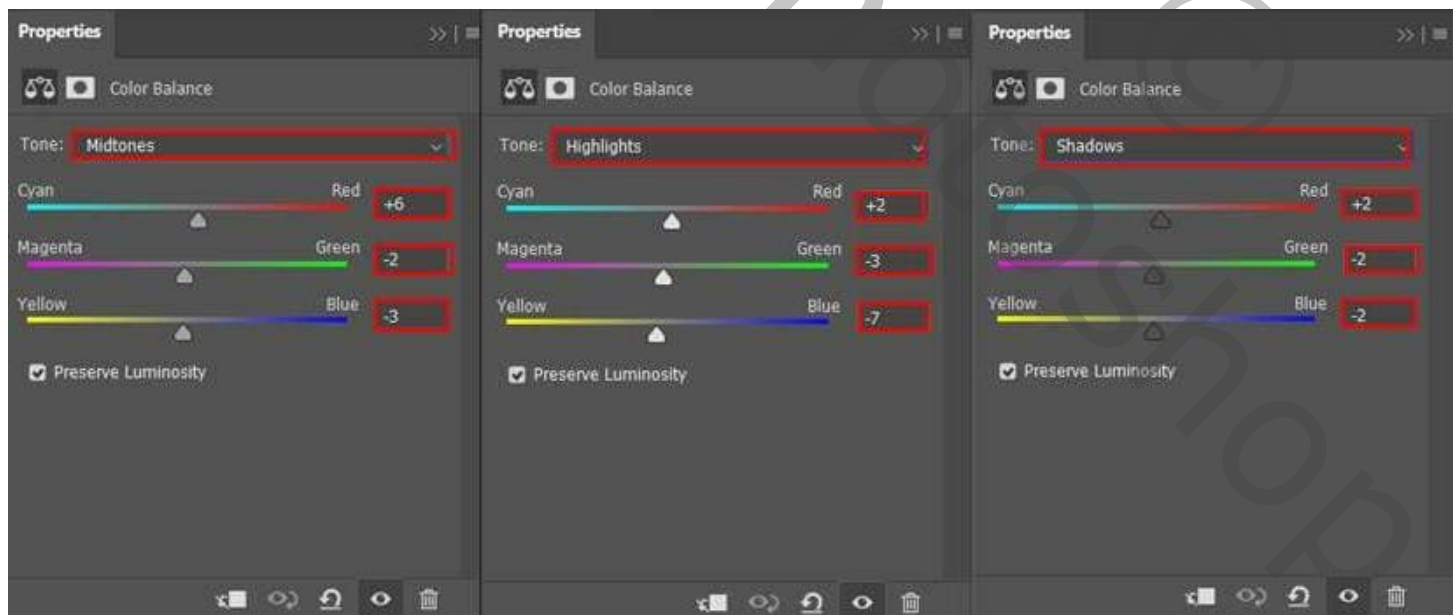 Properties
Color Balance
Tone: Midtones
Cyan Red +6
Magenta Green -2
Yellow Blue -3
Preserve Luminosity
Properties
Color Balance
Tone: Highlights
Cyan Red +2
Magenta Green -3
Yellow Blue -7
Preserve Luminosity
Properties
Color Balance
Tone: Shadows
Cyan Red +2
Magenta Green -2
Yellow Blue -2
Preserve Luminosity